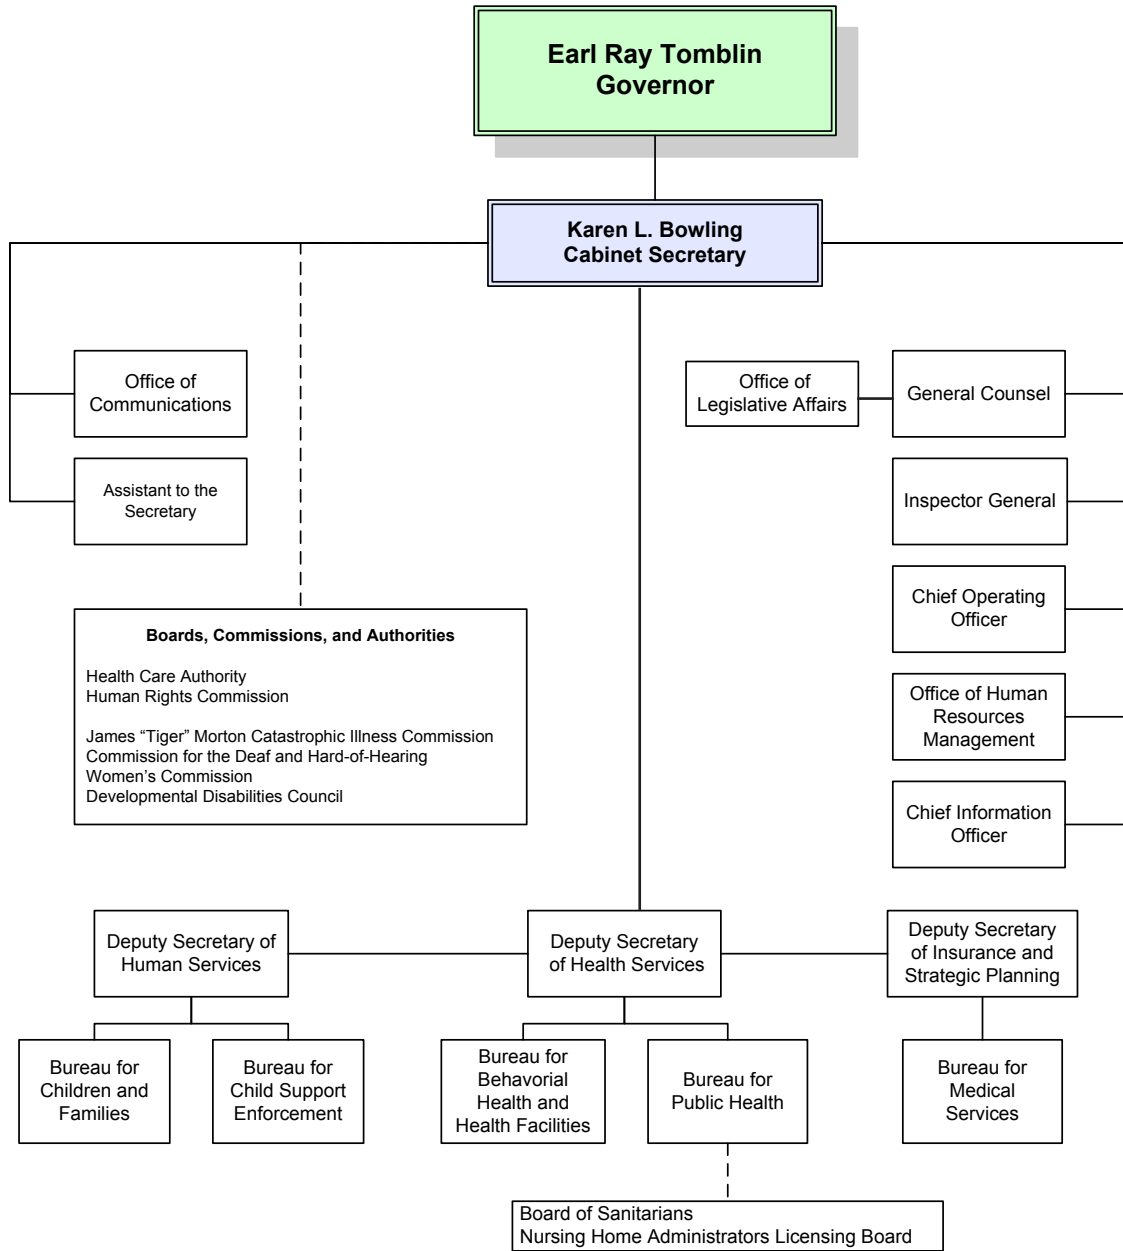 Earl Ray Tomblin
Governor
Karen L. Bowling
Cabinet Secretary
Office of
Communications
Office of
Legislative Affairs
General Counsel
Assistant to the
Secretary
Inspector General
Chief Operating
Officer
Boards, Commissions, and Authorities
Health Care Authority
Human Rights Commission
James “Tiger” Morton Catastrophic Illness Commission
Commission for the Deaf and Hard-of-Hearing
Women’s Commission
Developmental Disabilities Council
Office of Human
Resources
Management
Chief Information
Officer
Deputy Secretary of
Human Services
Deputy Secretary
of Health Services
Deputy Secretary
of Insurance and
Strategic Planning
Bureau for
Children and
Families
Bureau for
Child Support
Enforcement
Bureau for
Behavorial
Health and
Health Facilities
Bureau for
Public Health
Bureau for
Medical
Services
Board of Sanitarians
Nursing Home Administrators Licensing Board